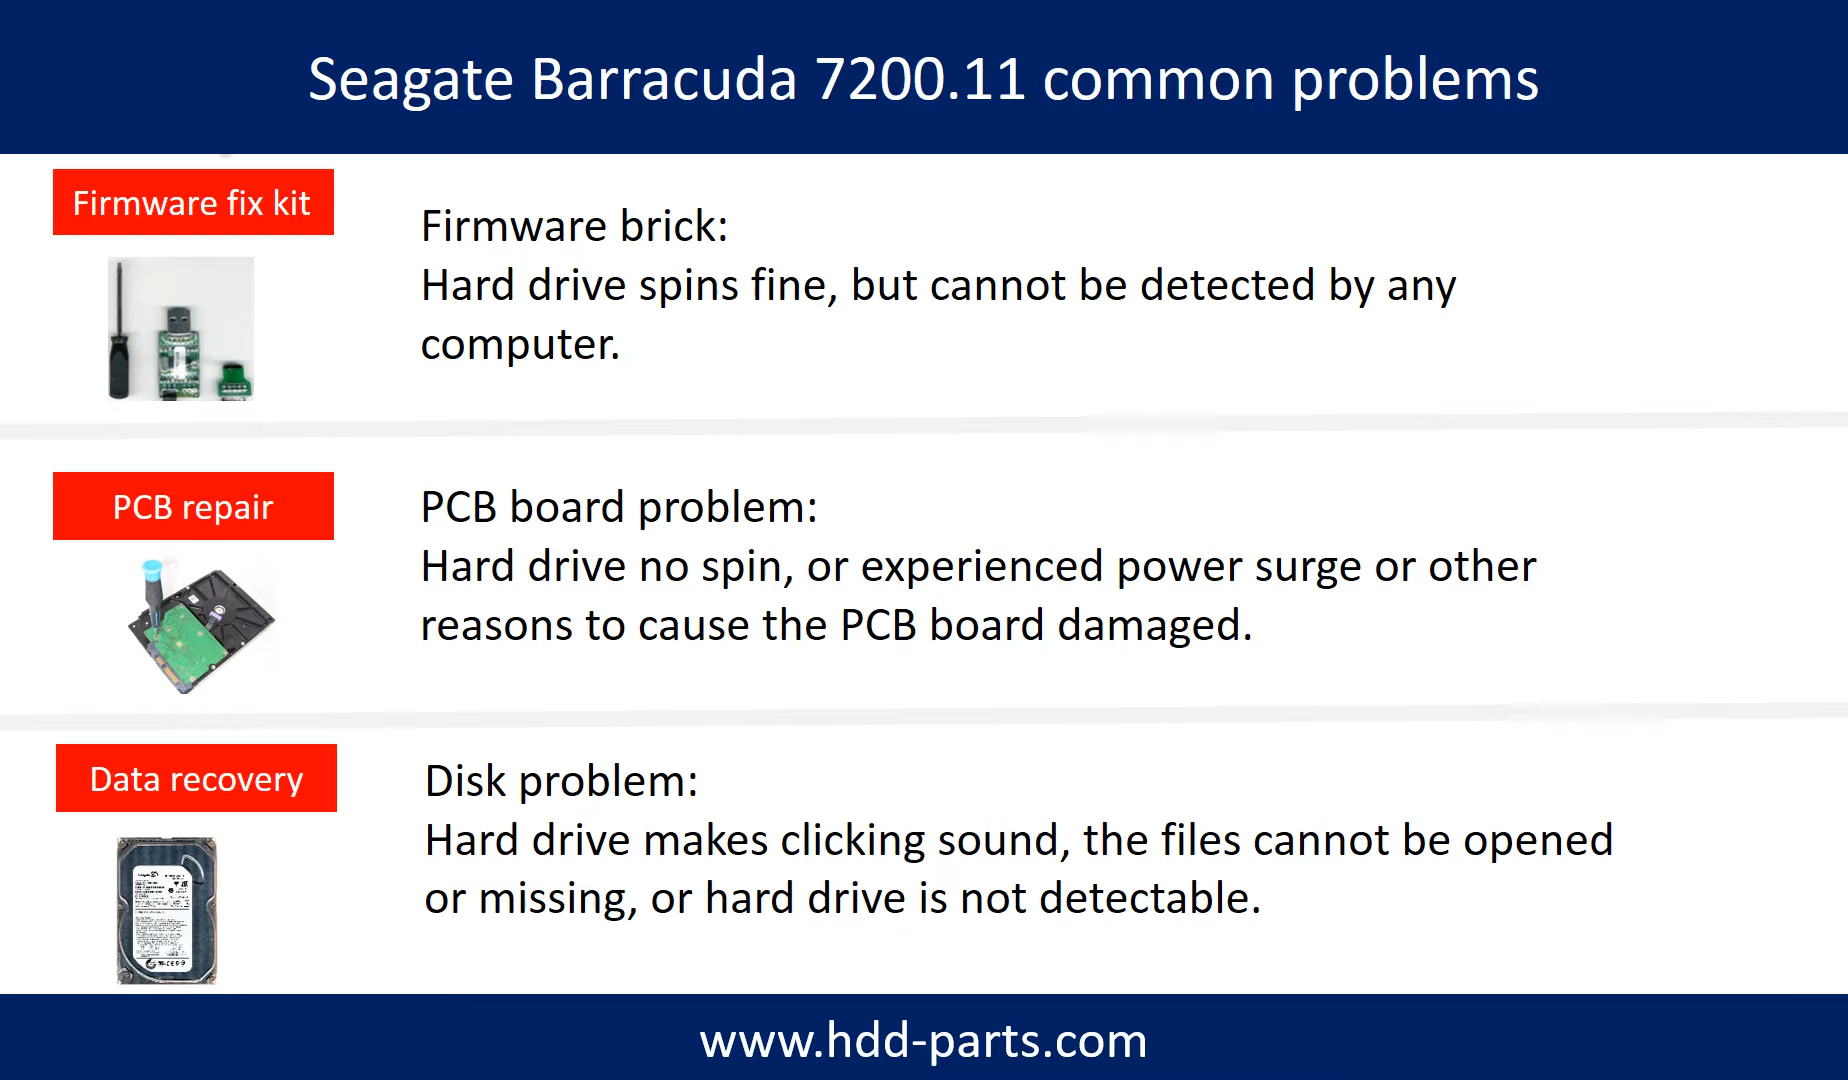 Seagate Barracuda 7200.11 common problems
Firmware fix kit
Firmware brick:
Hard drive spins fine, but cannot be detected by any
computer.
PCB repair
PCB board problem:
Hard drive no spin, or experienced power surge or other
reasons to cause the PCB board damaged.
Data recovery
Disk problem:
Hard drive makes clicking sound, the files cannot be opened
or missing, or hard drive is not detectable.
www.hdd-parts.com